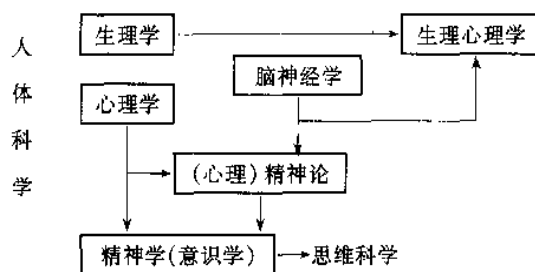 人体科学
生理学
生理心理学
脑神经学
心理学
(心理)精神论
精神学(意识学)
思维科学